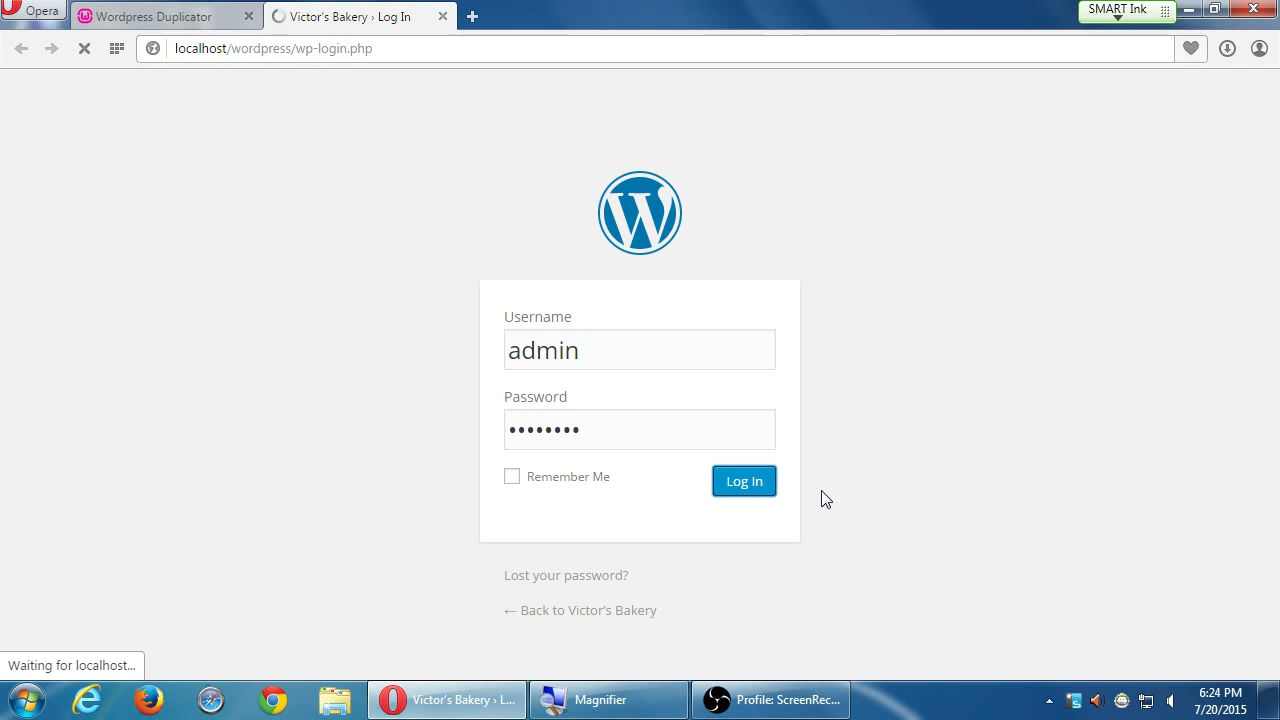 Opera
Wordpress Duplicator
Victor's Bakery › Log In
SMART Ink
localhost/wordpress/wp-login.php
Username
admin
Password
••••••••
Remember Me
Log In
Lost your password?
← Back to Victor's Bakery
Waiting for localhost...
Victor's Bakery › L...
Magnifier
Profile: ScreenRec...
6:24 PM
7/20/2015